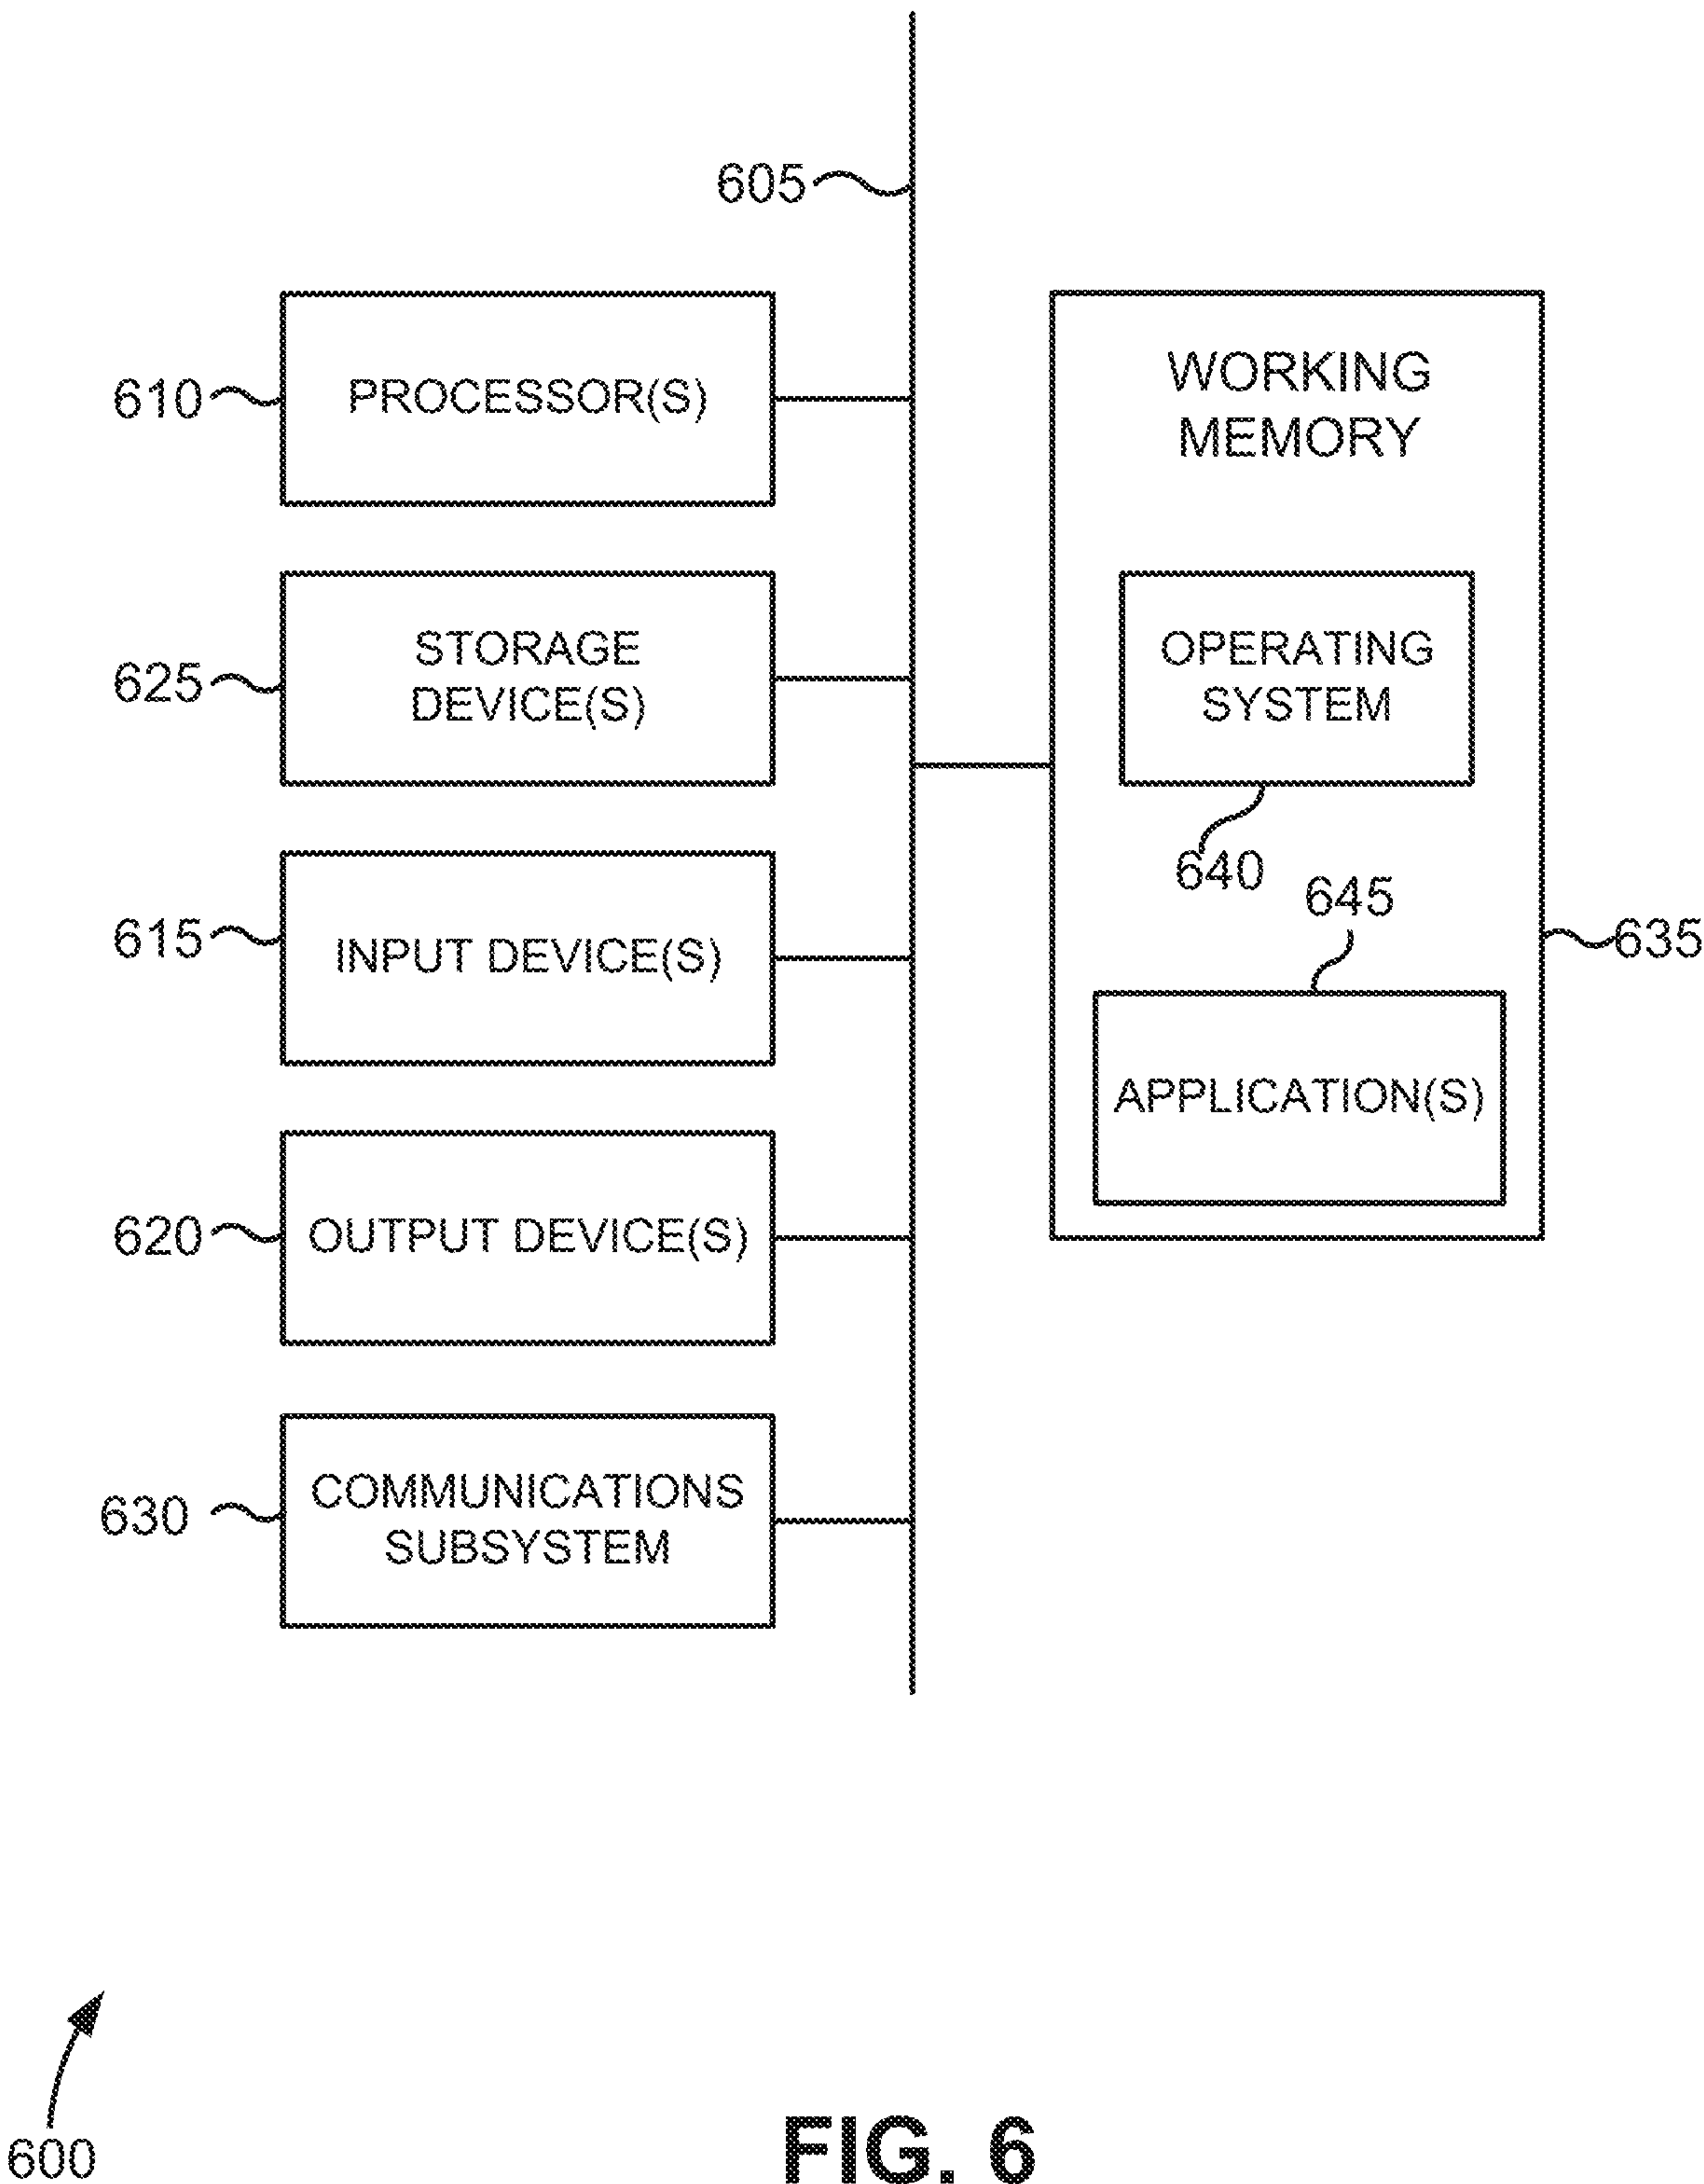 605
610
PROCESSOR(S)
WORKING
MEMORY
625
STORAGE
DEVICE(S)
OPERATING
SYSTEM
640
645
615
INPUT DEVICE(S)
635
APPLICATION(S)
620
OUTPUT DEVICE(S)
630
COMMUNICATIONS
SUBSYSTEM
600
FIG. 6